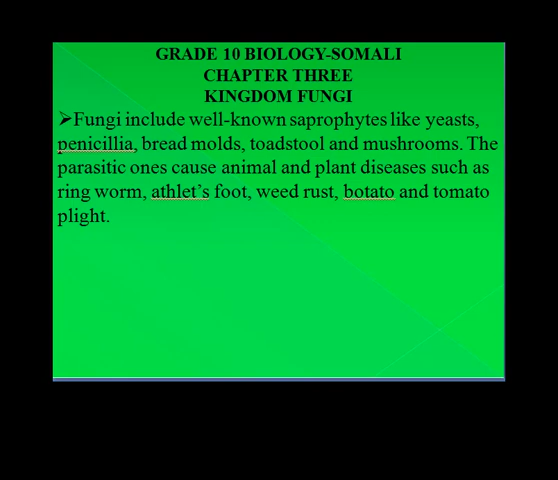 GRADE 10 BIOLOGY-SOMALI
CHAPTER THREE
KINGDOM FUNGI
➢Fungi include well-known saprophytes like yeasts,
penicillia, bread molds, toadstool and mushrooms. The
parasitic ones cause animal and plant diseases such as
ring worm, athlet’s foot, weed rust, botato and tomato
plight.